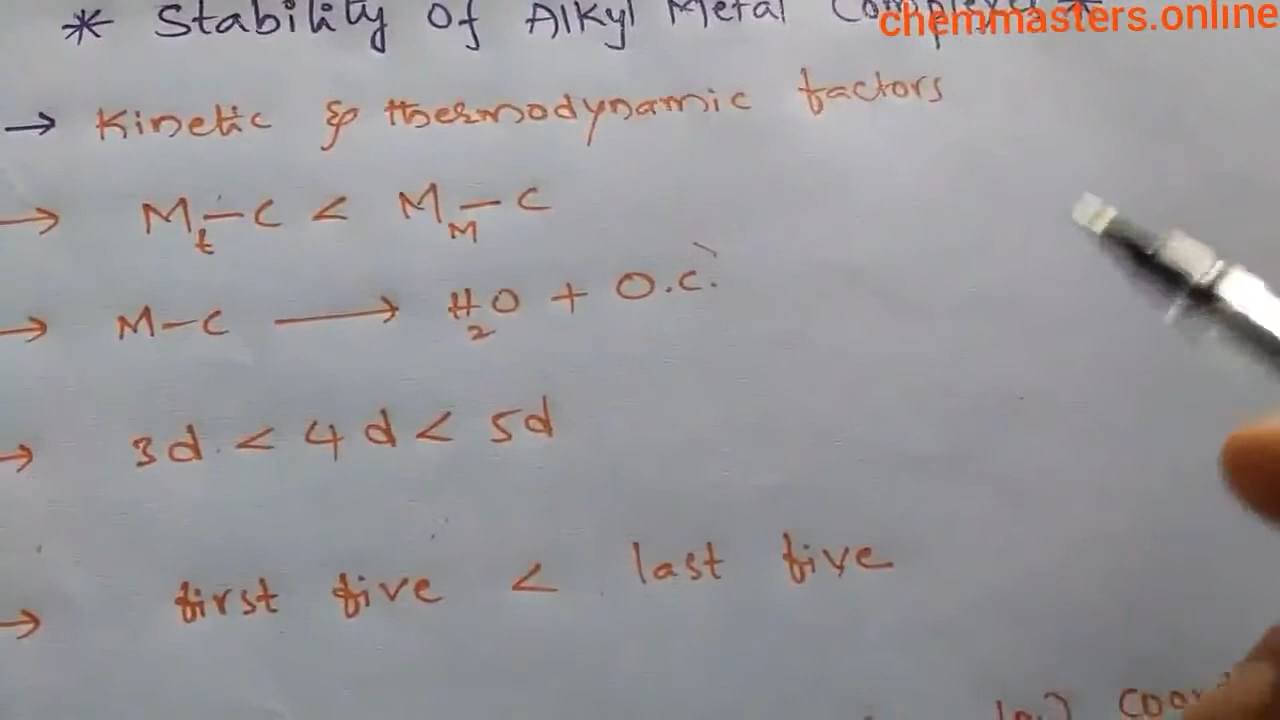 * Stability Of Alkyl Metal
chemmasters.online
→ Kinetic & thermodynamic factors
→ Mt-C < MM-C
→ M-C ⟶ H2O + O.C.
→ 3d < 4d < 5d
→ first five < last five